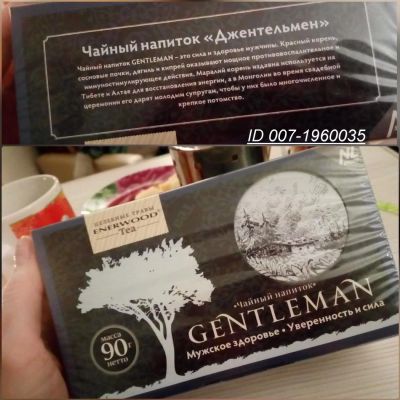 Чайный напиток «Джентельмен»
Чайный напиток GENTLEMAN – это сила и здоровье мужчины. Красный корень,
сосновые почки, дягиль и кипрей оказывают мощное противовоспалительное и
иммуностимулирующее действия. Маралий корень издавна используется на
Тибете и Алтае для восстановления энергии, а в Монголии во время свадебной
церемонии его дарят молодым супругам, чтобы у них было многочисленное и
крепкое потомство.
ID 007-1960035
ЦЕЛЕБНЫЕ ТРАВЫ
ENERWOOD
Tea
масса
90г
нетто
«Чайный напиток»
GENTLEMAN
Мужское здоровье • Уверенность и сила